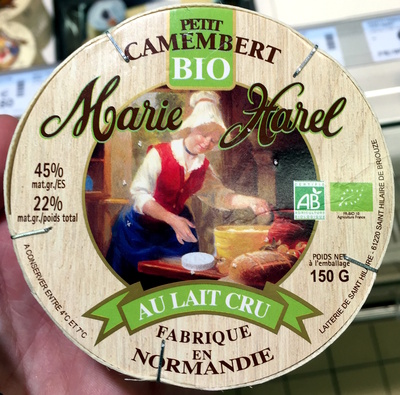 PETIT
CAMEMBERT
BIO
Marie Harel
45%
mat.gr./ES
22%
mat.gr./poids total
AB
POIDS NET
à l'emballage
150 G
A CONSERVER ENTRE 4°C ET 7°C
LAITERIE DE SAINT HILAIRE - 61220 SAINT HILAIRE DE BRIOUZE
AU LAIT CRU
FABRIQUE
EN
NORMANDIE